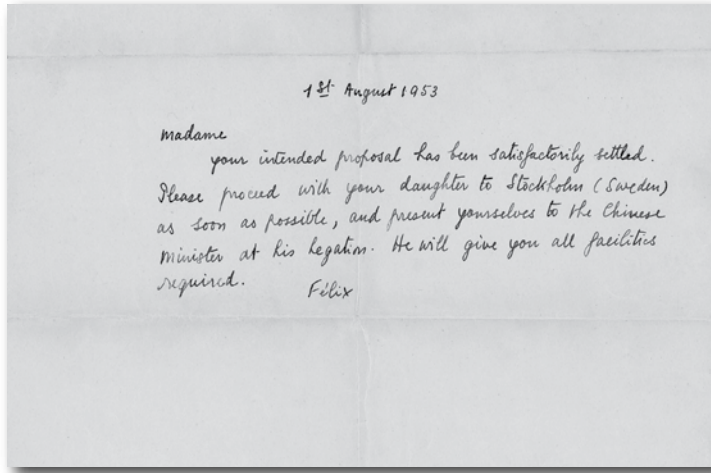 1st August 1953
Madame
your intended proposal has been satisfactorily settled.
Please proceed with your daughter to Stockholm (Sweden)
as soon as possible, and present yourselves to the Chinese
Minister at his Legation. He will give you all facilities
required.
Félix